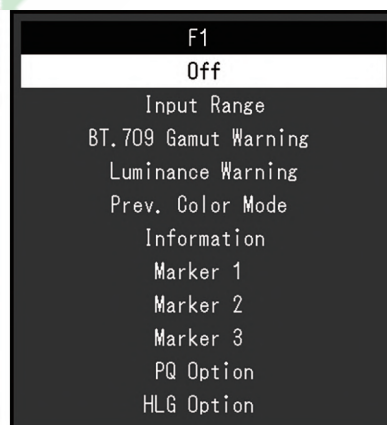 F1
Off
Input Range
BT.709 Gamut Warning
Luminance Warning
Prev. Color Mode
Information
Marker 1
Marker 2
Marker 3
PQ Option
HLG Option